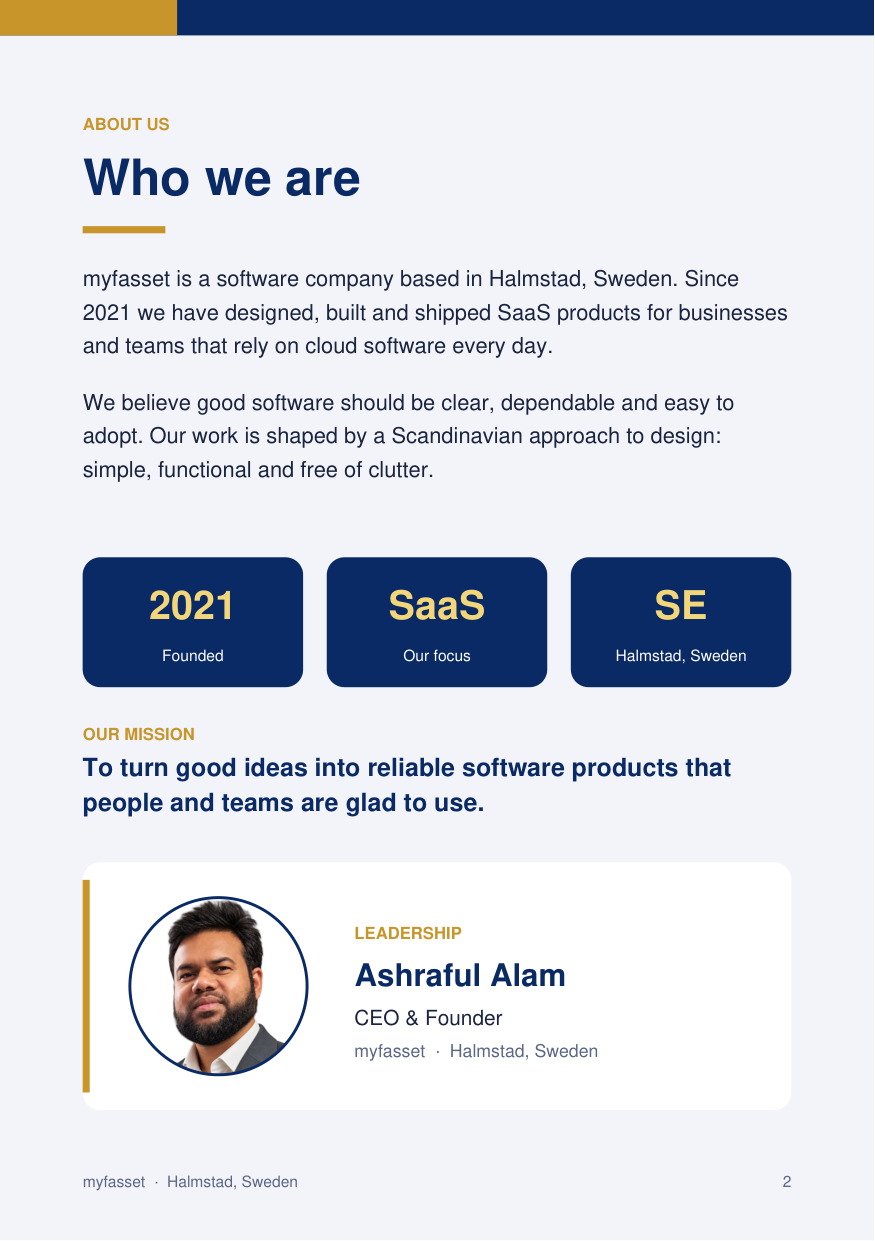 ABOUT US
Who we are
myfasset is a software company based in Halmstad, Sweden. Since
2021 we have designed, built and shipped SaaS products for businesses
and teams that rely on cloud software every day.
We believe good software should be clear, dependable and easy to
adopt. Our work is shaped by a Scandinavian approach to design:
simple, functional and free of clutter.
2021
Founded
SaaS
Our focus
SE
Halmstad, Sweden
OUR MISSION
To turn good ideas into reliable software products that
people and teams are glad to use.
LEADERSHIP
Ashraful Alam
CEO & Founder
myfasset · Halmstad, Sweden
myfasset · Halmstad, Sweden
2